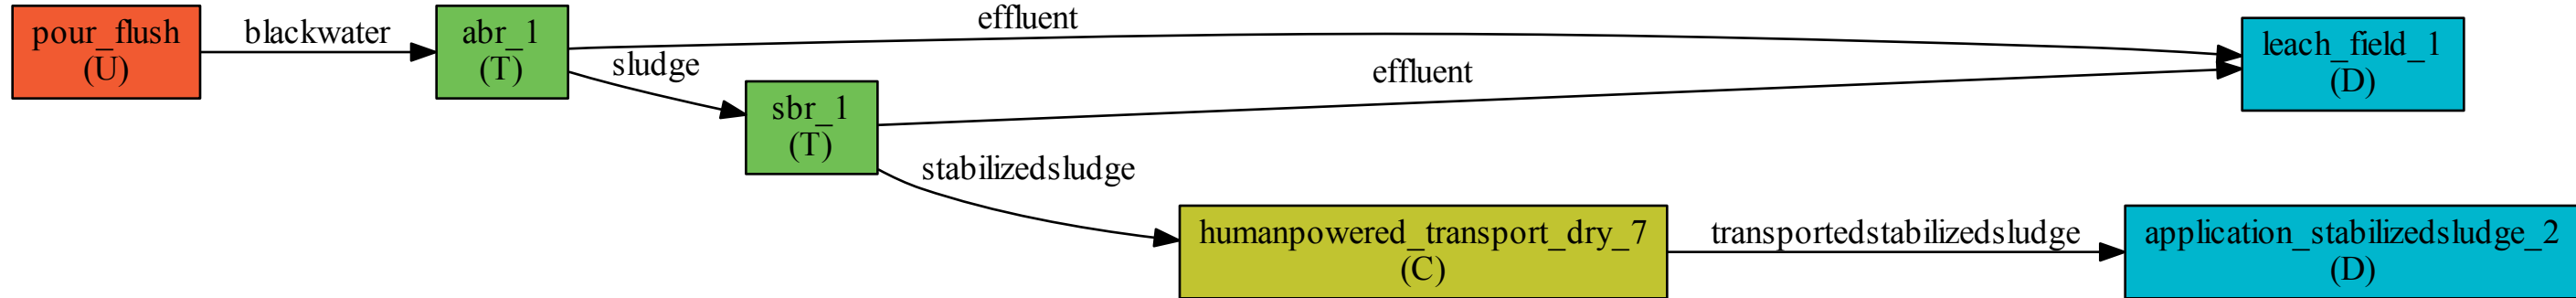 pour_flush
(U)
blackwater
abr_1
(T)
effluent
sludge
sbr_1
(T)
effluent
leach_field_1
(D)
stabilizedsludge
humanpowered_transport_dry_7
(C)
transportedstabilizedsludge
application_stabilizedsludge_2
(D)